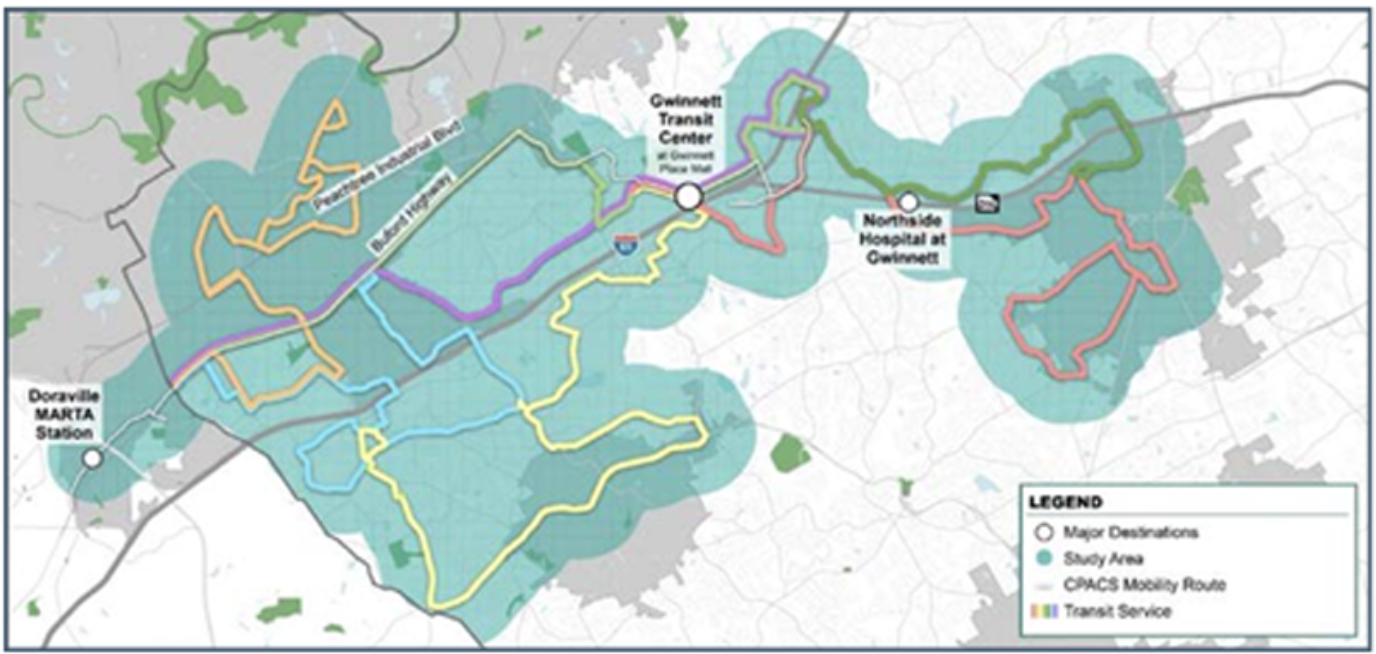 Gwinnett
Transit
Center
at Gwinnett
Place Mall
Peachtree Industrial Blvd
Buford Highway
85
Northside
Hospital at
Gwinnett
Doraville
MARTA
Station
LEGEND
Major Destinations
Study Area
CPACS Mobility Route
Transit Service